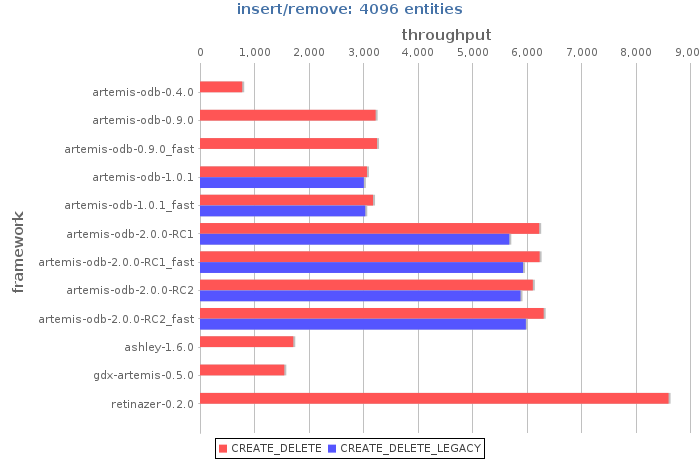 insert/remove: 4096 entities
throughput
0 1,000 2,000 3,000 4,000 5,000 6,000 7,000 8,000 9,00
framework
artemis-odb-0.4.0
artemis-odb-0.9.0
artemis-odb-0.9.0_fast
artemis-odb-1.0.1
artemis-odb-1.0.1_fast
artemis-odb-2.0.0-RC1
artemis-odb-2.0.0-RC1_fast
artemis-odb-2.0.0-RC2
artemis-odb-2.0.0-RC2_fast
ashley-1.6.0
gdx-artemis-0.5.0
retinazer-0.2.0
CREATE_DELETE CREATE_DELETE_LEGACY